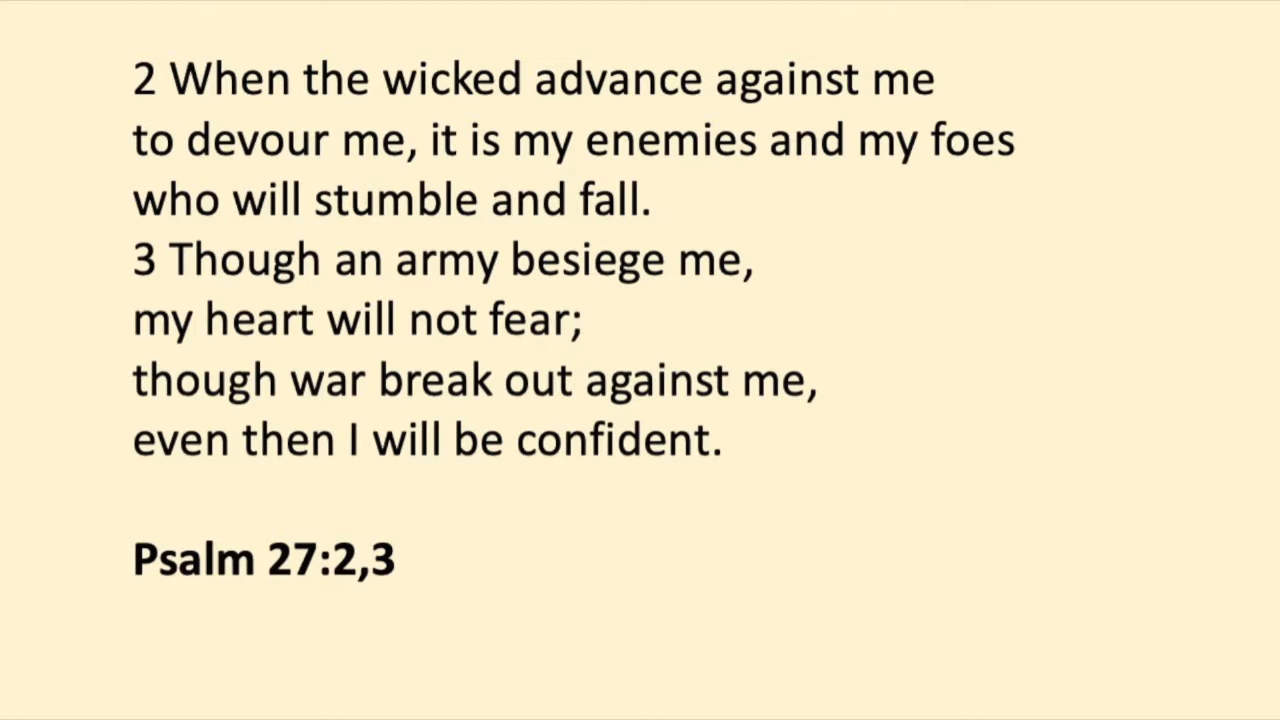 2 When the wicked advance against me
to devour me, it is my enemies and my foes
who will stumble and fall.
3 Though an army besiege me,
my heart will not fear;
though war break out against me,
even then I will be confident.
Psalm 27:2,3